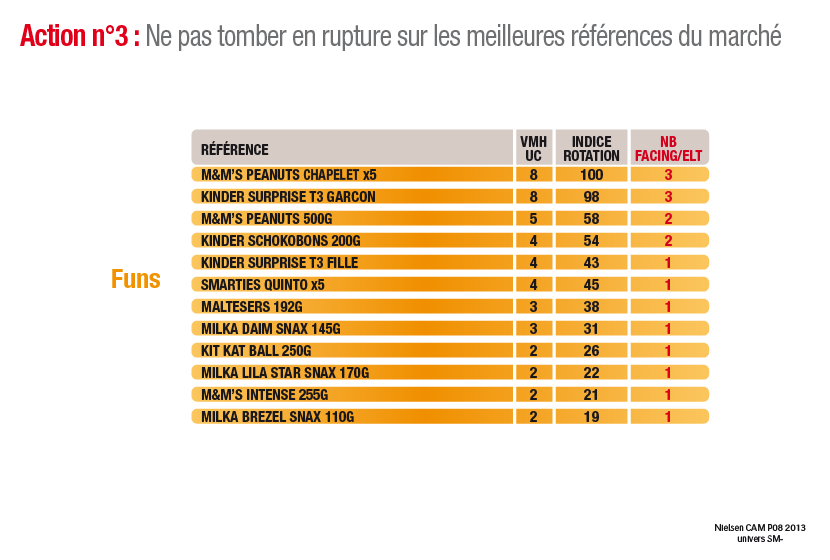 Action n°3 : Ne pas tomber en rupture sur les meilleures références du marché
RÉFÉRENCE VMH UC INDICE ROTATION NB FACING/ELT
M&M'S PEANUTS CHAPELET x5 8 100 3
KINDER SURPRISE T3 GARCON 8 98 3
M&M'S PEANUTS 500G 5 58 2
KINDER SCHOKOBONS 200G 4 54 2
KINDER SURPRISE T3 FILLE 4 43 1
Funs
SMARTIES QUINTO x5 4 45 1
MALTESERS 192G 3 38 1
MILKA DAIM SNAX 145G 3 31 1
KIT KAT BALL 250G 2 26 1
MILKA LILA STAR SNAX 170G 2 22 1
M&M'S INTENSE 255G 2 21 1
MILKA BREZEL SNAX 110G 2 19 1
Nielsen CAM P08 2013
univers SM-